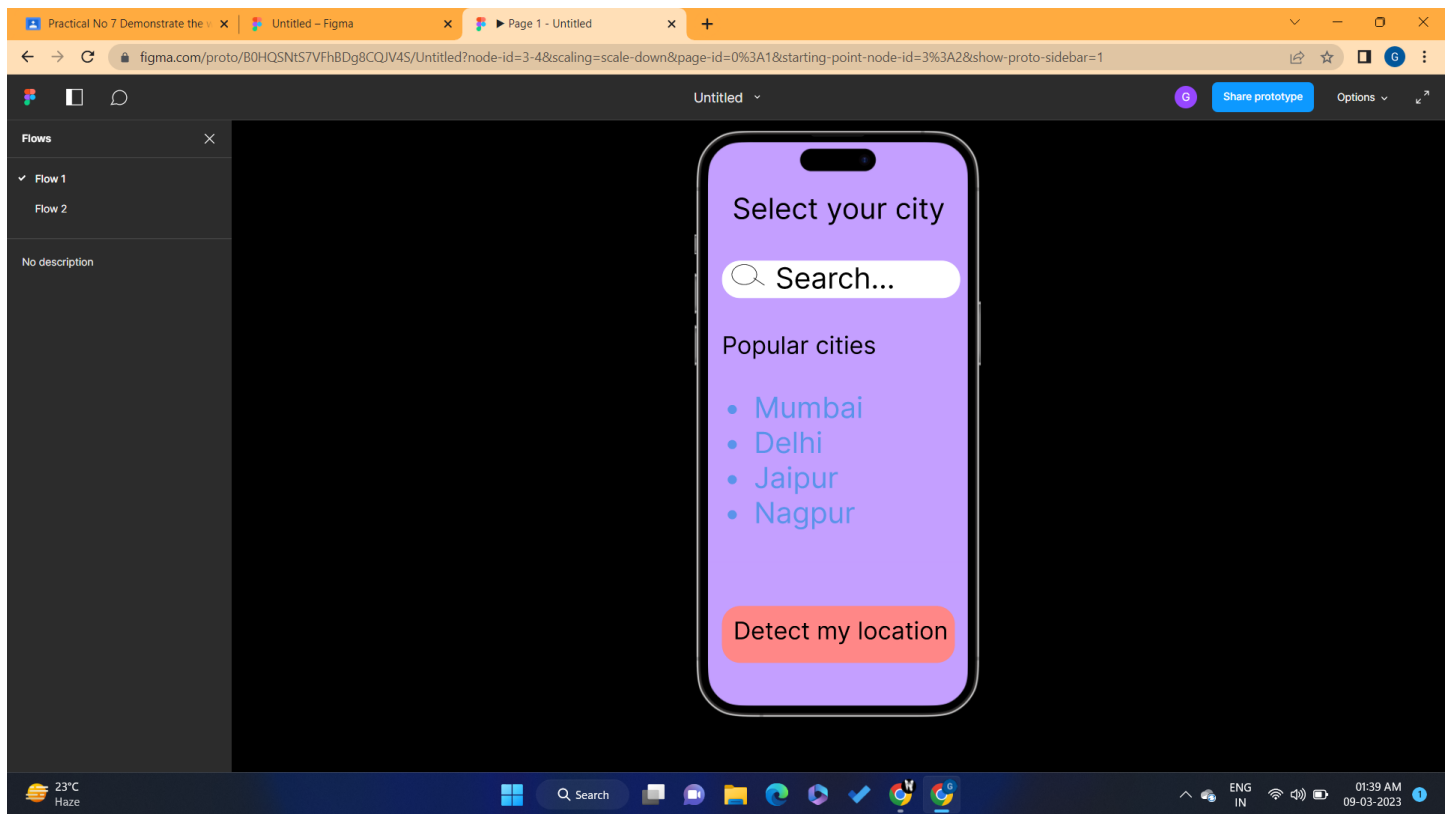 Practical No 7 Demonstrate the
Untitled – Figma
Page 1 - Untitled
figma.com/proto/B0HQSNtS7VFhBDg8CQJV4S/Untitled?node-id=3-4&scaling=scale-down&page-id=0%3A1&starting-point-node-id=3%3A2&show-proto-sidebar=1
G
Untitled
G
Share prototype
Options
Flows
Flow 1
Flow 2
No description
Select your city
Search...
Popular cities
• Mumbai
• Delhi
• Jaipur
• Nagpur
Detect my location
23°C
Haze
Search
ENG
IN
01:39 AM
09-03-2023
1